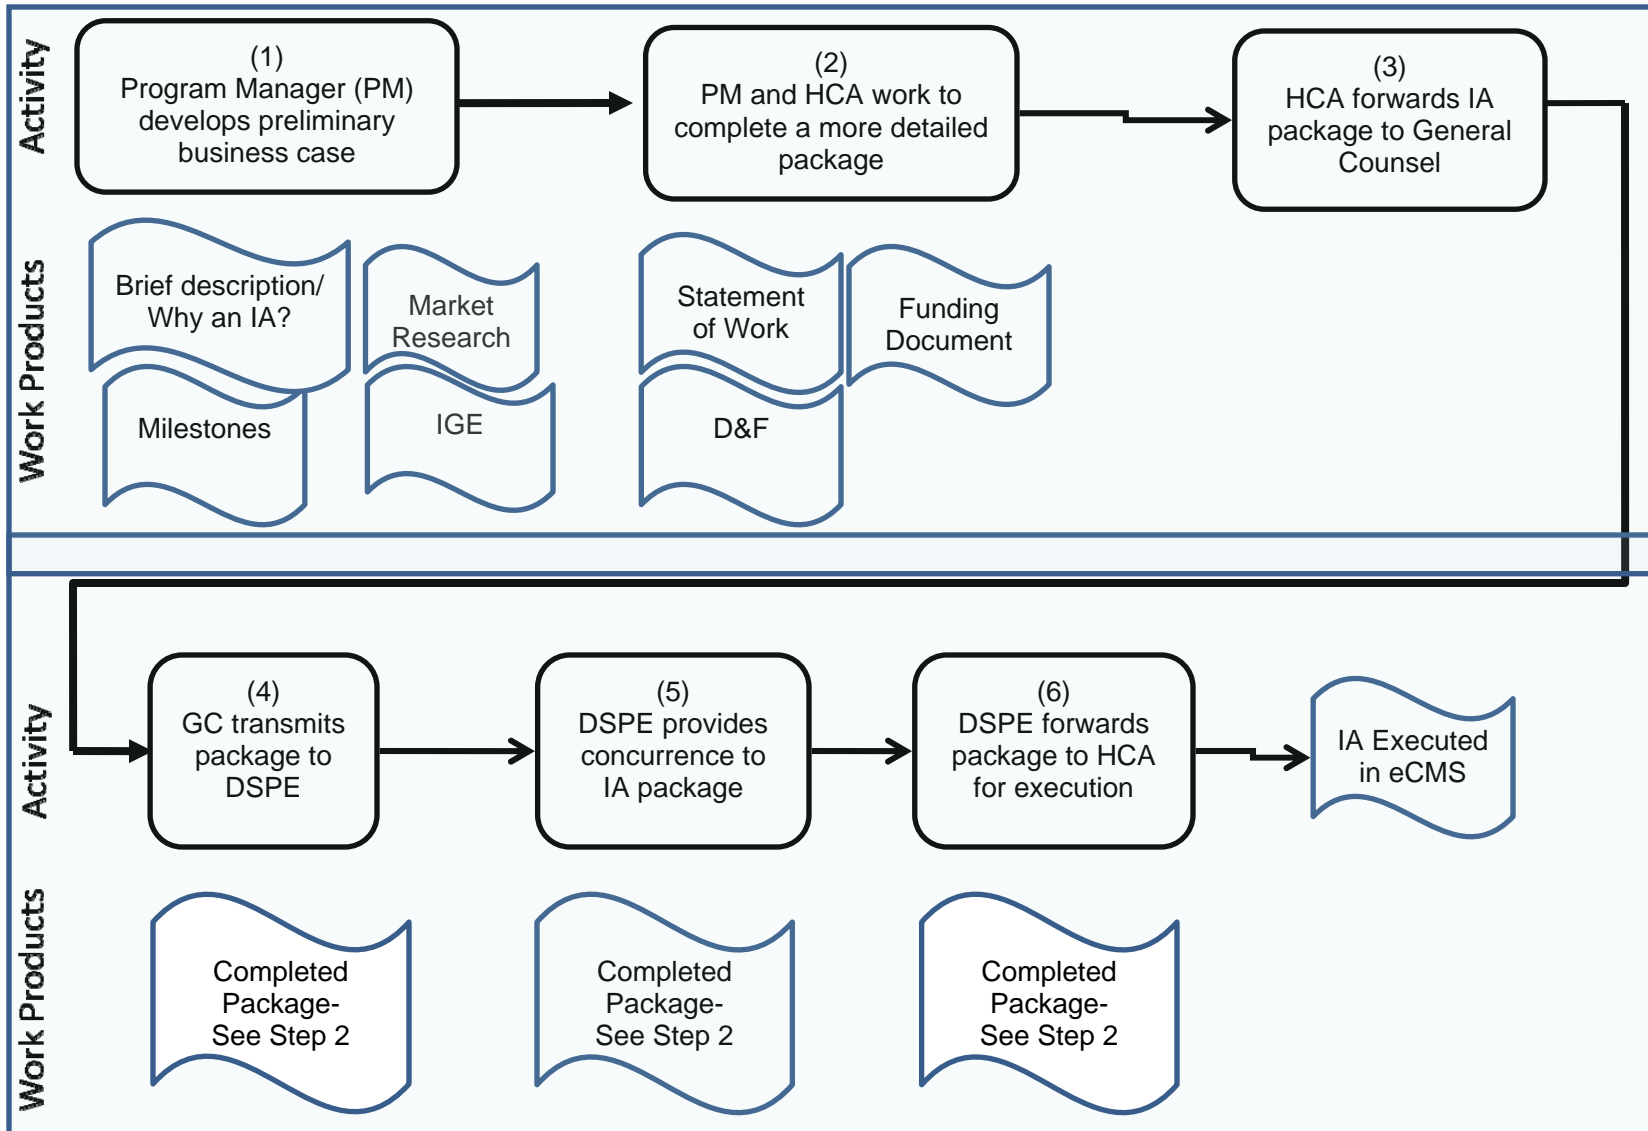 Activity
(1)
Program Manager (PM)
develops preliminary
business case
(2)
PM and HCA work to
complete a more detailed
package
(3)
HCA forwards IA
package to General
Counsel
Work Products
Brief description/
Why an IA?
Market
Research
Statement
of Work
Funding
Document
Milestones
IGE
D&F
Activity
(4)
GC transmits
package to
DSPE
(5)
DSPE provides
concurrence to
IA package
(6)
DSPE forwards
package to HCA
for execution
IA Executed
in eCMS
Work Products
Completed
Package-
See Step 2
Completed
Package-
See Step 2
Completed
Package-
See Step 2